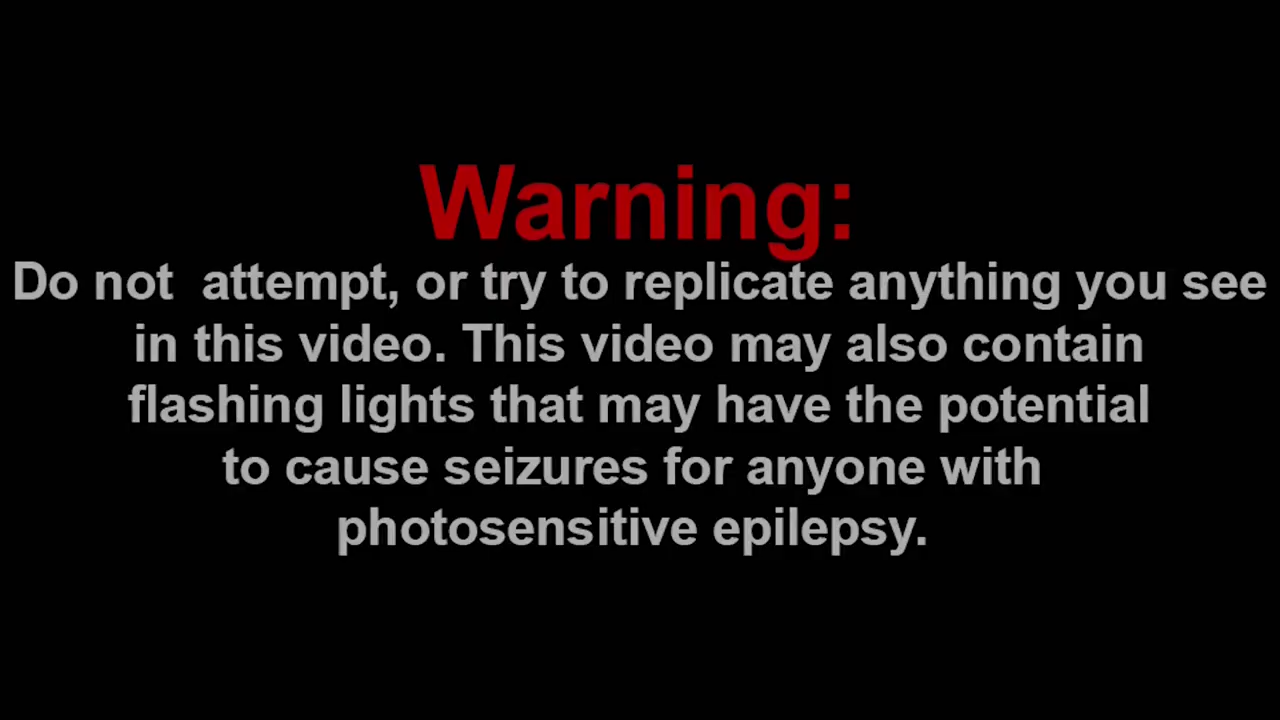 Warning:
Do not  attempt, or try to replicate anything you see
in this video. This video may also contain
flashing lights that may have the potential
to cause seizures for anyone with
photosensitive epilepsy.